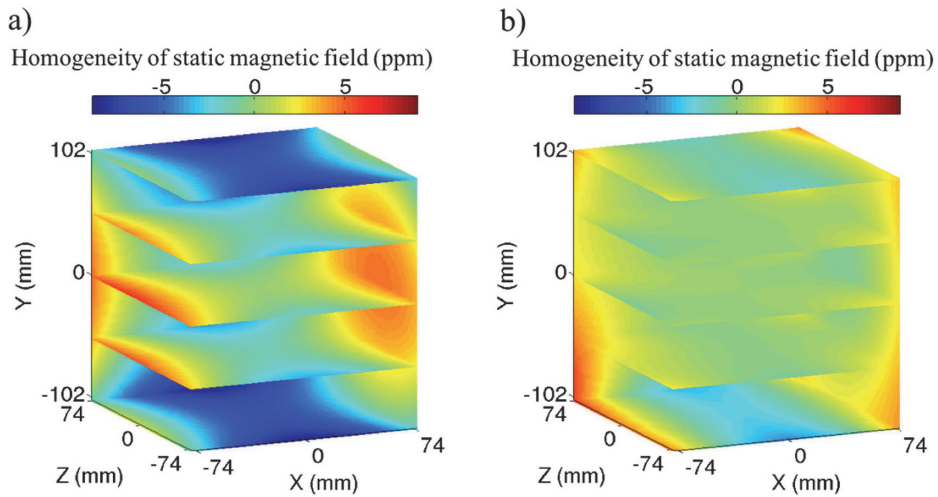 a)
Homogeneity of static magnetic field (ppm)
-5 0 5
102
0
-102
Y (mm)
74
0
-74
Z (mm)
-74
0
74
X (mm)
b)
Homogeneity of static magnetic field (ppm)
-5 0 5
102
0
-102
Y (mm)
74
0
-74
Z (mm)
-74
0
74
X (mm)